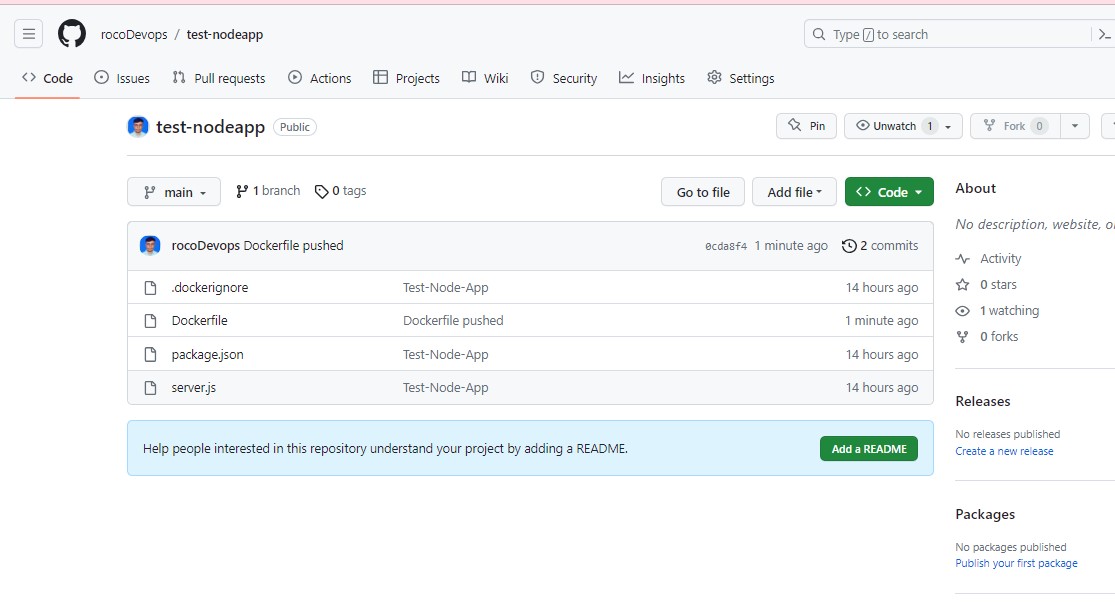 rocoDevops / test-nodeapp
Type / to search
Code Issues Pull requests Actions Projects Wiki Security Insights Settings
test-nodeapp Public
Pin Unwatch 1 Fork 0
main 1 branch 0 tags
Go to file Add file Code
rocoDevops Dockerfile pushed 0cda8f4 1 minute ago 2 commits
.dockerignore Test-Node-App 14 hours ago
Dockerfile Dockerfile pushed 1 minute ago
package.json Test-Node-App 14 hours ago
server.js Test-Node-App 14 hours ago
Help people interested in this repository understand your project by adding a README. Add a README
About
No description, website, o
Activity
0 stars
1 watching
0 forks
Releases
No releases published
Create a new release
Packages
No packages published
Publish your first package